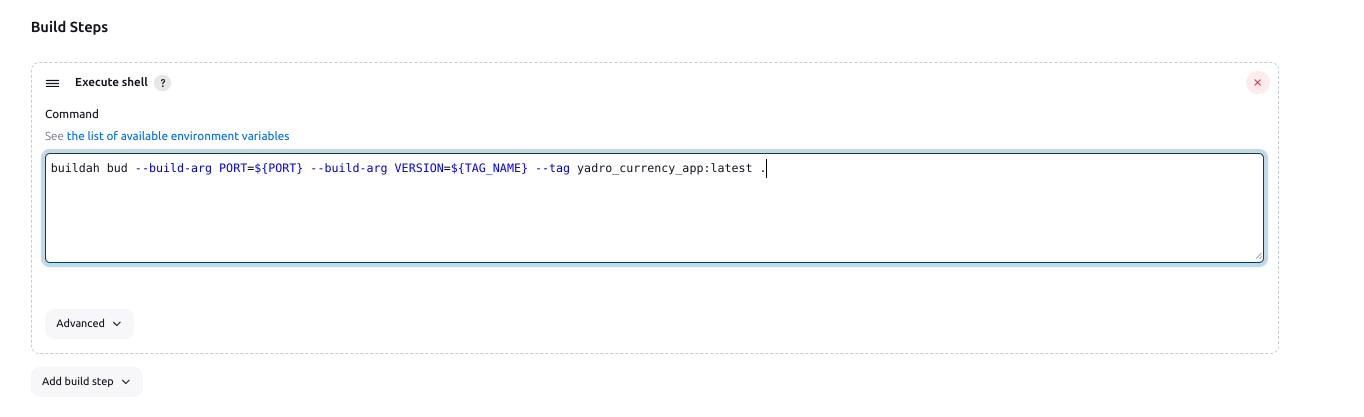 Build Steps
Execute shell ?
Command
See the list of available environment variables
buildah bud --build-arg PORT=${PORT} --build-arg VERSION=${TAG_NAME} --tag yadro_currency_app:latest .
Advanced
Add build step